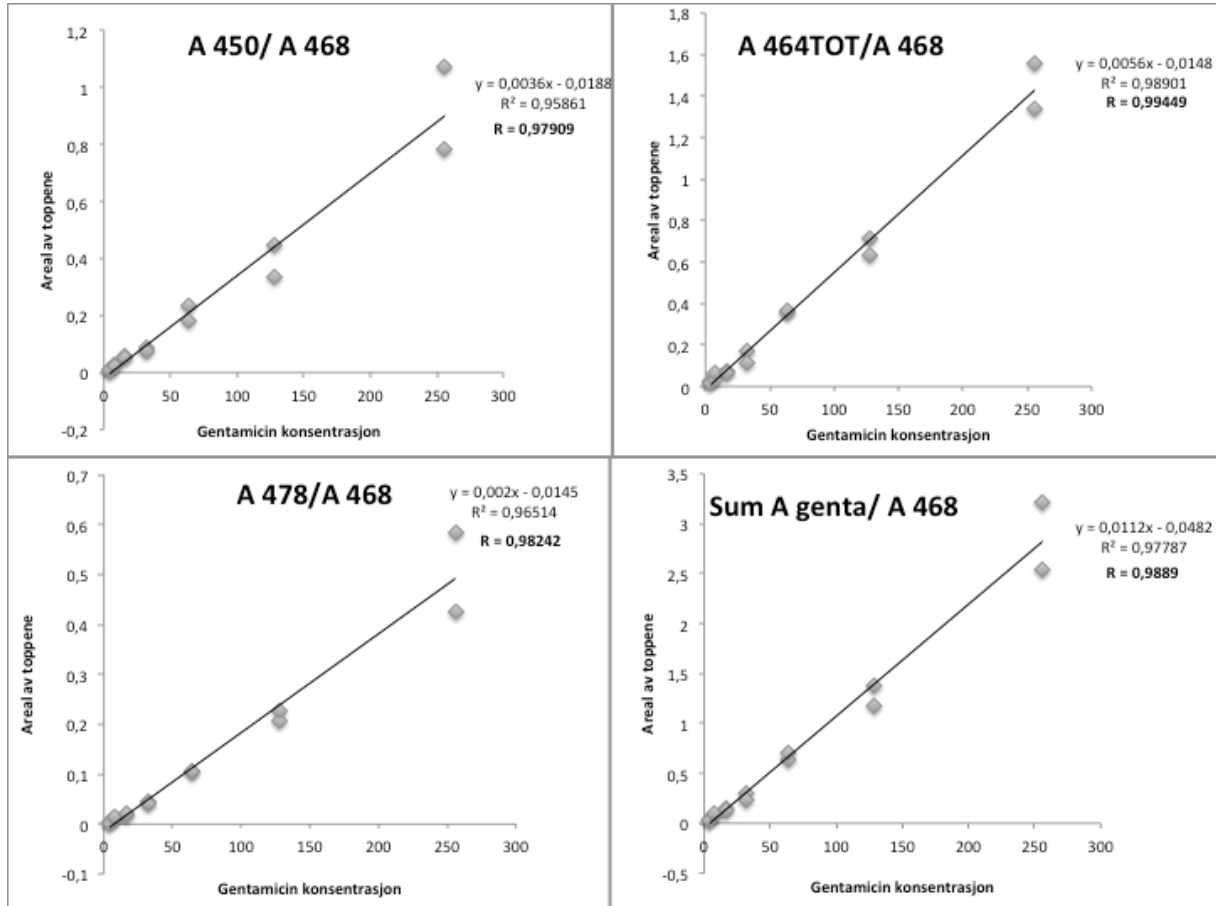 A 450/ A 468
y = 0,0036x - 0,0188
R² = 0,95861
R = 0,97909
Areal av toppene
1,2
1
0,8
0,6
0,4
0,2
0
-0,2
0 50 100 150 200 250 300
Gentamicin konsentrasjon
A 464TOT/A 468
y = 0,0056x - 0,0148
R² = 0,98901
R = 0,99449
Areal av toppene
1,8
1,6
1,4
1,2
1
0,8
0,6
0,4
0,2
0
0 50 100 150 200 250 300
Gentamicin konsentrasjon
A 478/A 468
y = 0,002x - 0,0145
R² = 0,96514
R = 0,98242
Areal av toppene
0,7
0,6
0,5
0,4
0,3
0,2
0,1
0
-0,1
0 50 100 150 200 250 300
Gentamicin konsentrasjon
Sum A genta/ A 468
y = 0,0112x - 0,0482
R² = 0,97787
R = 0,9889
Areal av toppene
3,5
3
2,5
2
1,5
1
0,5
0
-0,5
0 50 100 150 200 250 300
Gentamicin konsentrasjon